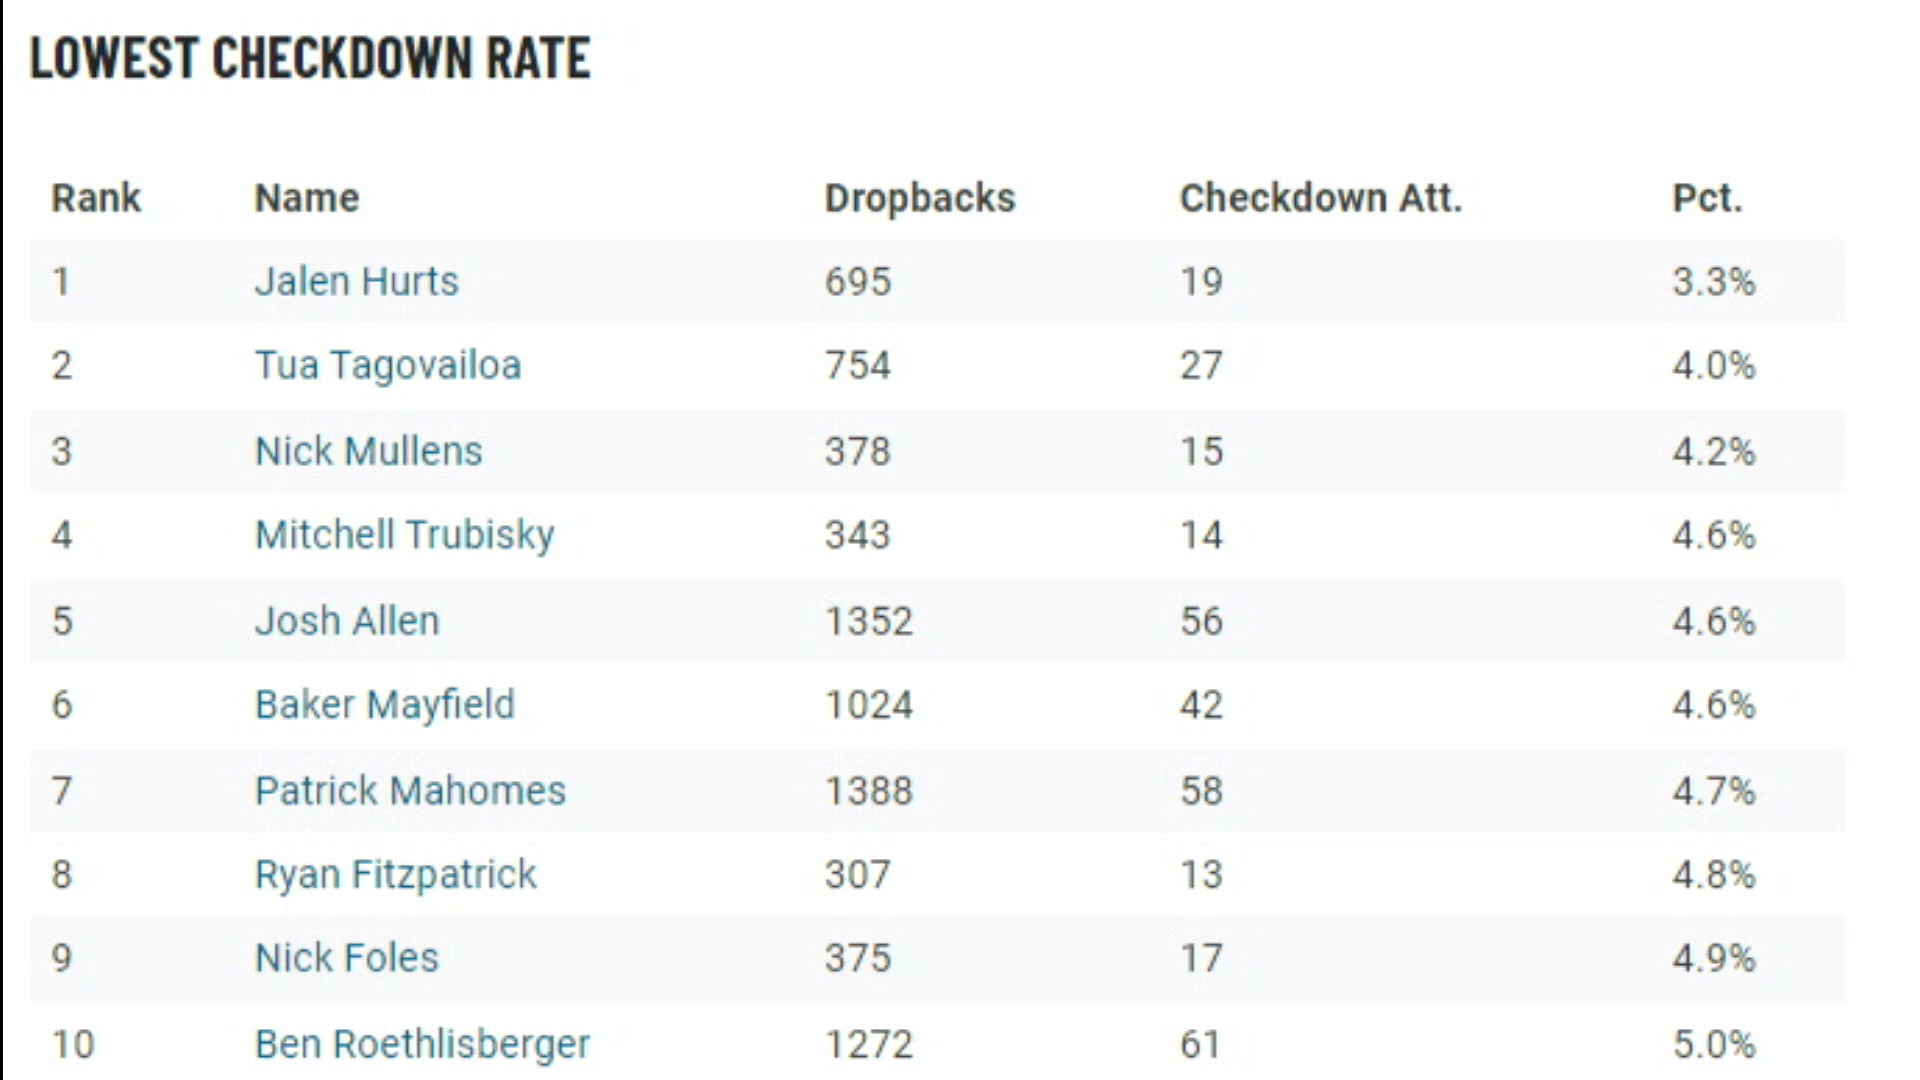 LOWEST CHECKDOWN RATE
Rank Name Dropbacks Checkdown Att. Pct.
1 Jalen Hurts 695 19 3.3%
2 Tua Tagovailoa 754 27 4.0%
3 Nick Mullens 378 15 4.2%
4 Mitchell Trubisky 343 14 4.6%
5 Josh Allen 1352 56 4.6%
6 Baker Mayfield 1024 42 4.6%
7 Patrick Mahomes 1388 58 4.7%
8 Ryan Fitzpatrick 307 13 4.8%
9 Nick Foles 375 17 4.9%
10 Ben Roethlisberger 1272 61 5.0%